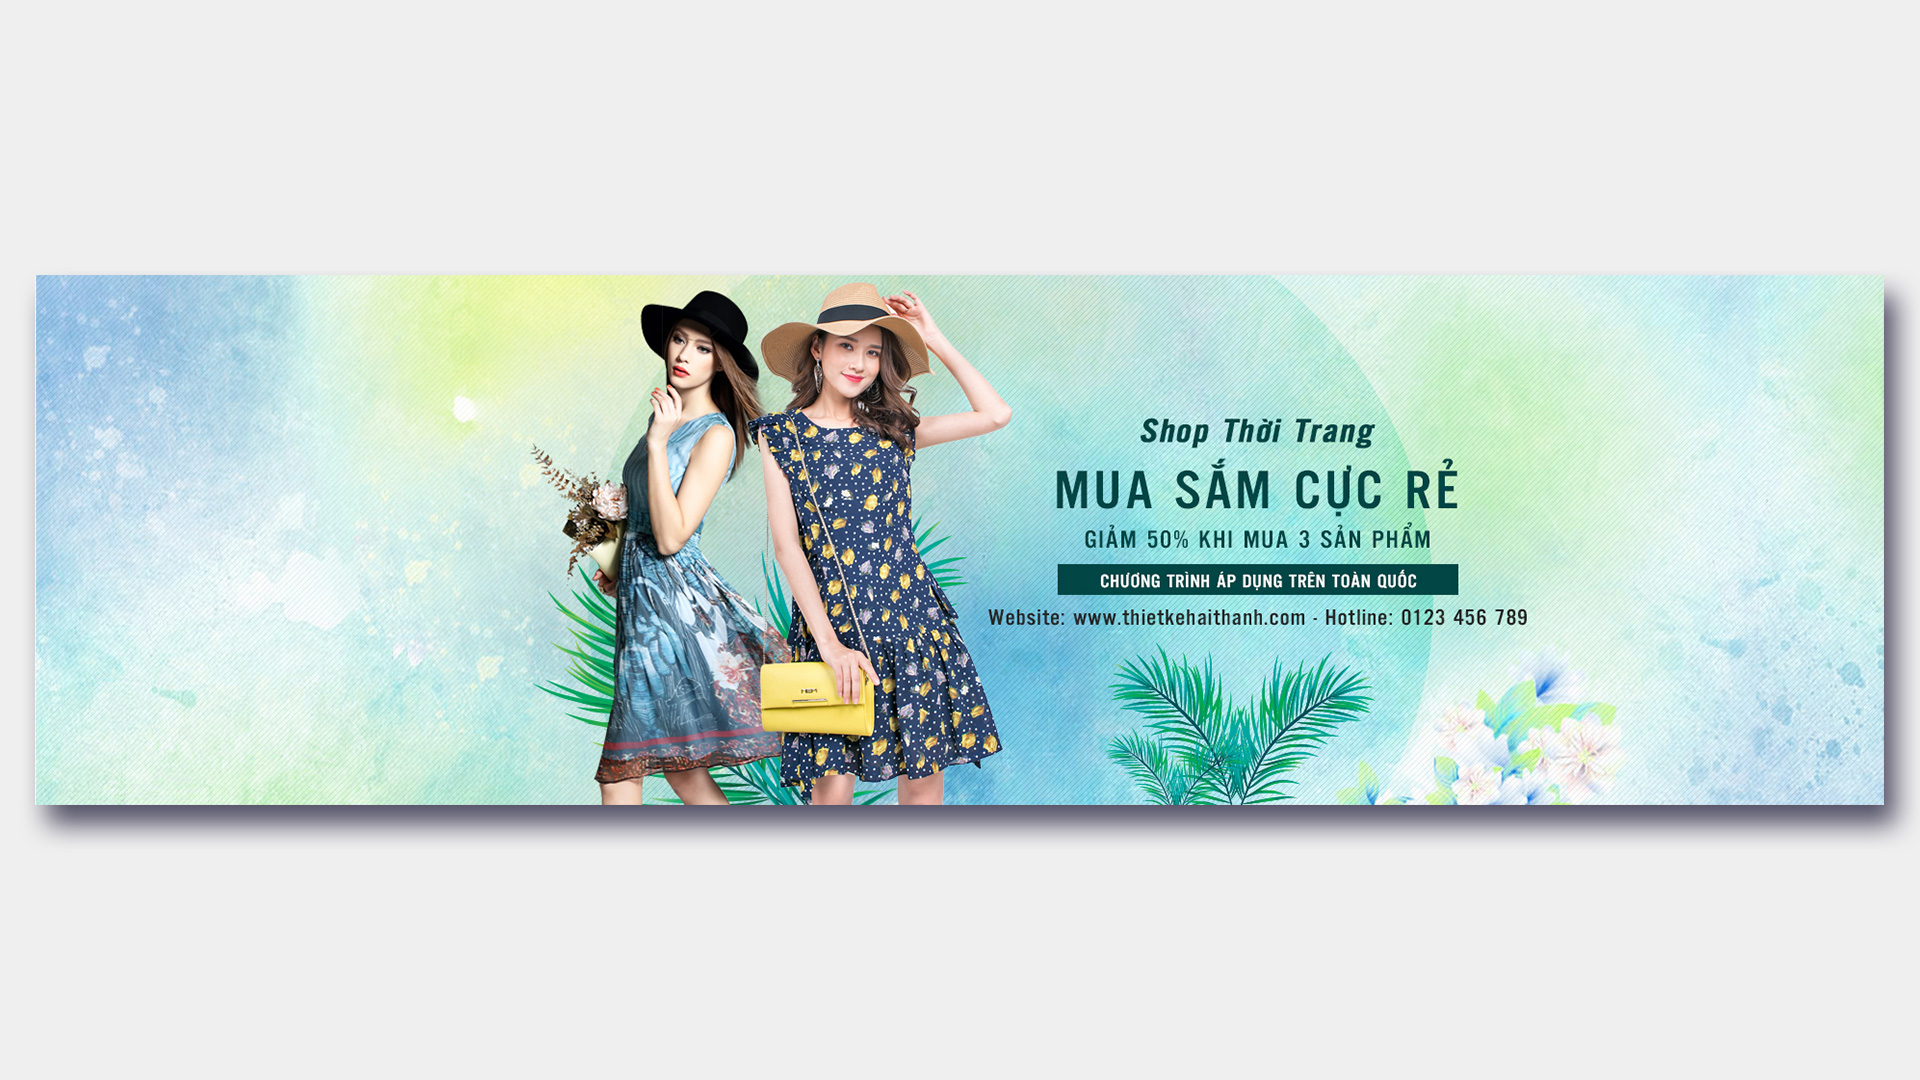 Shop Thời Trang
MUA SẮM CỰC RẺ
GIẢM 50% KHI MUA 3 SẢN PHẨM
CHƯƠNG TRÌNH ÁP DỤNG TRÊN TOÀN QUỐC
Website: www.thietkehaithanh.com - Hotline: 0123 456 789